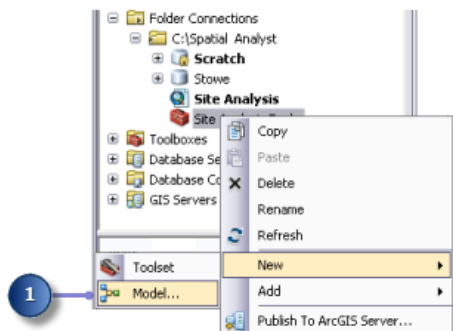 Folder Connections
C:\Spatial Analyst
Scratch
Stowe
Site Analysis
Site
Toolboxes
Database Se
Database Co
GIS Servers
Copy
Paste
Delete
Rename
Refresh
New
Add
Publish To ArcGIS Server...
Toolset
Model...
1